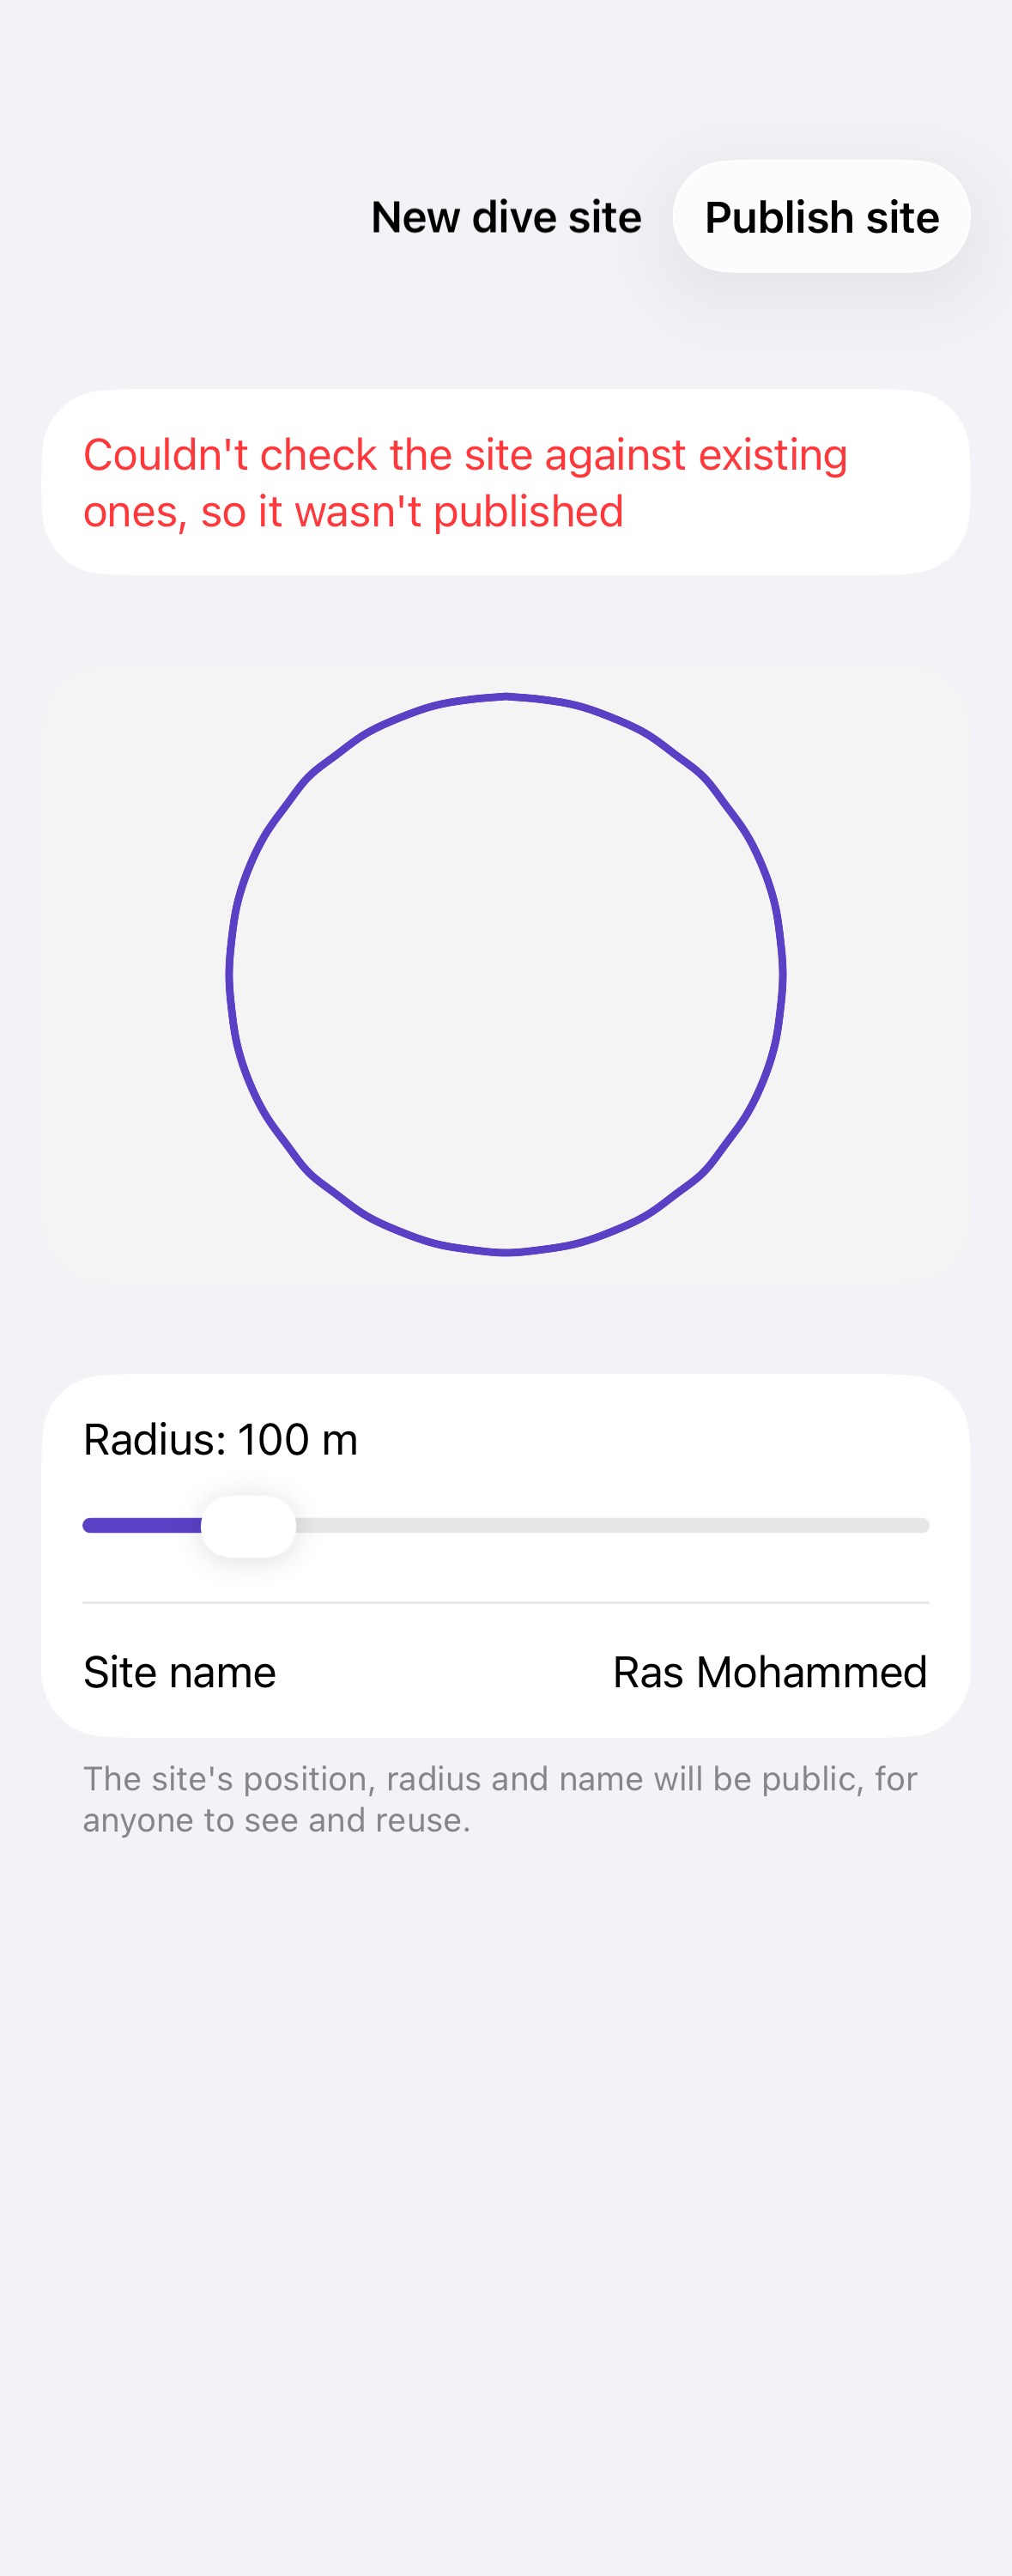 New dive site
Publish site
Couldn't check the site against existing
ones, so it wasn't published
Radius: 100 m
Site name
Ras Mohammed
The site's position, radius and name will be public, for
anyone to see and reuse.